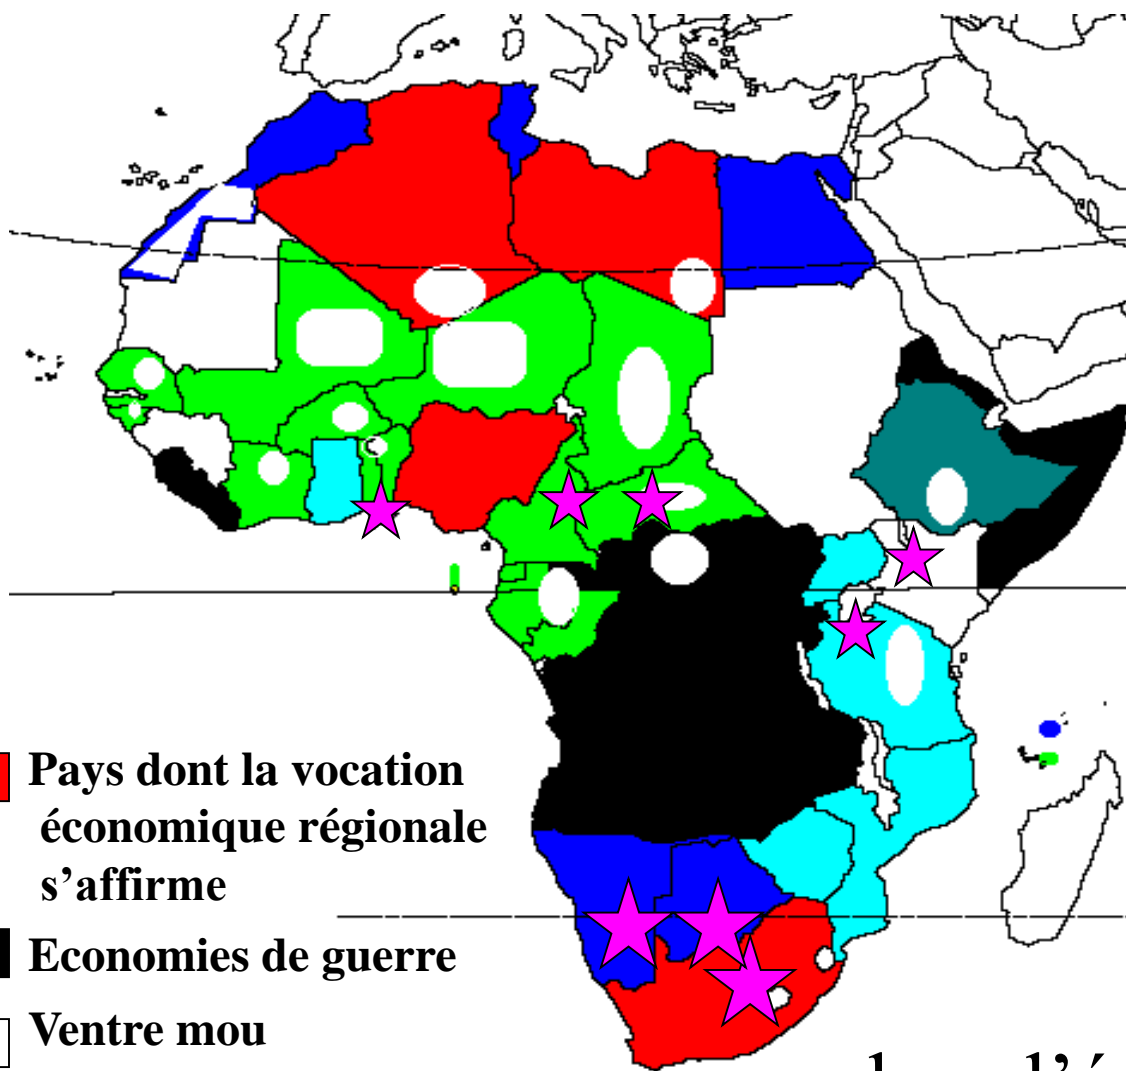 Pays dont la vocation
économique régionale
s’affirme
Economies de guerre
Ventre mou